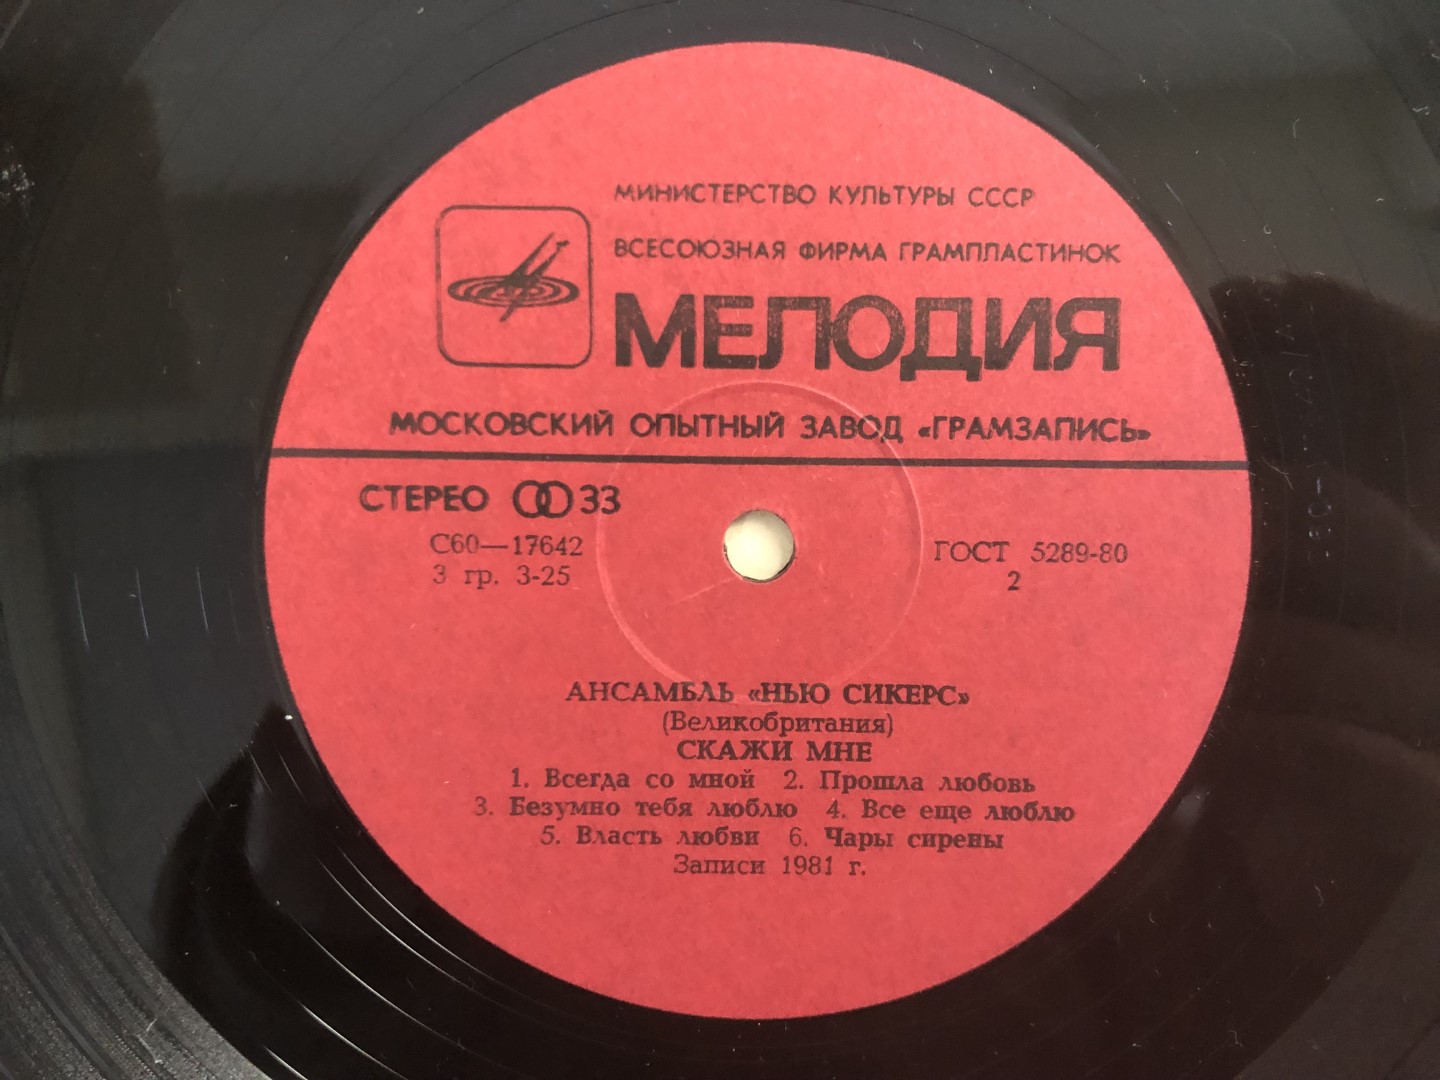 МИНИСТЕРСТВО КУЛЬТУРЫ СССР
ВСЕСОЮЗНАЯ ФИРМА ГРАМПЛАСТИНОК
МЕЛОДИЯ
МОСКОВСКИЙ ОПЫТНЫЙ ЗАВОД «ГРАМЗАПИСЬ»
СТЕРЕО 33
С60—17642
3 гр. 3-25
ГОСТ 5289-80
2
АНСАМБЛЬ «НЬЮ СИКЕРС»
(Великобритания)
СКАЖИ МНЕ
1. Всегда со мной 2. Прошла любовь
3. Безумно тебя люблю 4. Все еще люблю
5. Власть любви 6. Чары сирены
Записи 1981 г.